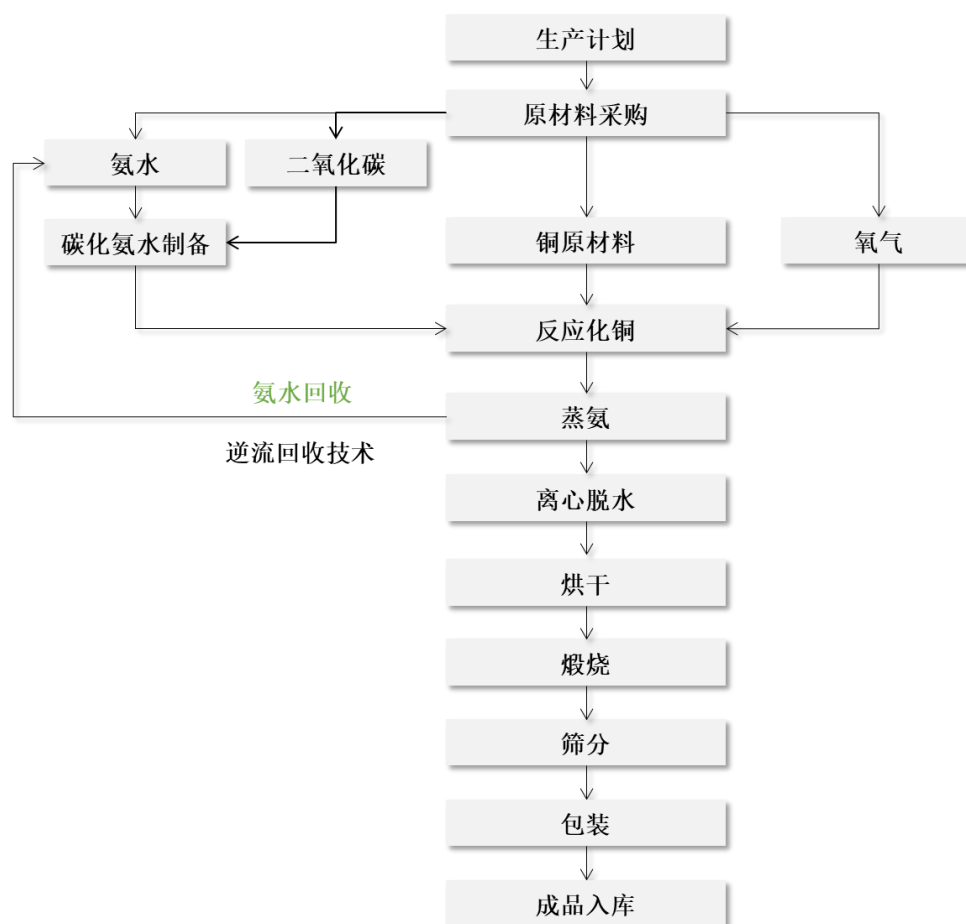 生产计划
原材料采购
氨水
二氧化碳
碳化氨水制备
铜原材料
氧气
反应化铜
氨水回收
蒸氨
逆流回收技术
离心脱水
烘干
煅烧
筛分
包装
成品入库